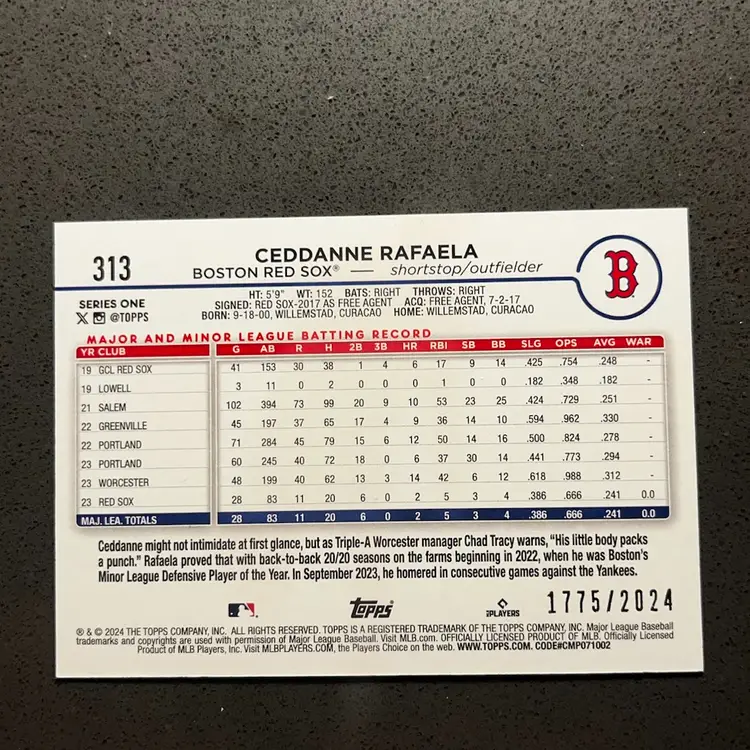 313
CEDDANNE RAFAELA
BOSTON RED SOX® — shortstop/outfielder
B
SERIES ONE
@TOPPS
HT: 5'9" WT: 152 BATS: RIGHT THROWS: RIGHT
SIGNED: RED SOX-2017 AS FREE AGENT ACQ: FREE AGENT, 7-2-17
BORN: 9-18-00, WILLEMSTAD, CURACAO HOME: WILLEMSTAD, CURACAO
MAJOR AND MINOR LEAGUE BATTING RECORD
YR CLUB G AB R H 2B 3B HR RBI SB BB SLG OPS AVG WAR
19 GCL RED SOX 41 153 30 38 1 4 6 17 9 14 .425 .754 .248 -
19 LOWELL 3 11 0 2 0 0 0 1 0 0 .182 .348 .182 -
21 SALEM 102 394 73 99 20 9 10 53 23 25 .424 .729 .251 -
22 GREENVILLE 45 197 37 65 17 4 9 36 14 10 .594 .962 .330 -
22 PORTLAND 71 284 45 79 15 6 12 50 14 16 .500 .824 .278 -
23 PORTLAND 60 245 40 72 18 0 6 37 30 14 .441 .773 .294 -
23 WORCESTER 48 199 40 62 13 3 14 42 6 12 .618 .988 .312 -
23 RED SOX 28 83 11 20 6 0 2 5 3 4 .386 .666 .241 0.0
MAJ. LEA. TOTALS 28 83 11 20 6 0 2 5 3 4 .386 .666 .241 0.0
Ceddanne might not intimidate at first glance, but as Triple-A Worcester manager Chad Tracy warns, “His little body packs
a punch.” Rafaela proved that with back-to-back 20/20 seasons on the farms beginning in 2022, when he was Boston's
Minor League Defensive Player of the Year. In September 2023, he homered in consecutive games against the Yankees.
Topps
PLAYERS
1775/2024
® & © 2024 THE TOPPS COMPANY, INC. ALL RIGHTS RESERVED. TOPPS IS A REGISTERED TRADEMARK OF THE TOPPS COMPANY, INC. Major League Baseball
trademarks and copyrights are used with permission of Major League Baseball. Visit MLB.com. OFFICIALLY LICENSED PRODUCT OF MLB. Officially Licensed
Product of MLB Players, Inc. Visit MLBPLAYERS.COM, the Players Choice on the web. WWW.TOPPS.COM. CODE#CMP071002